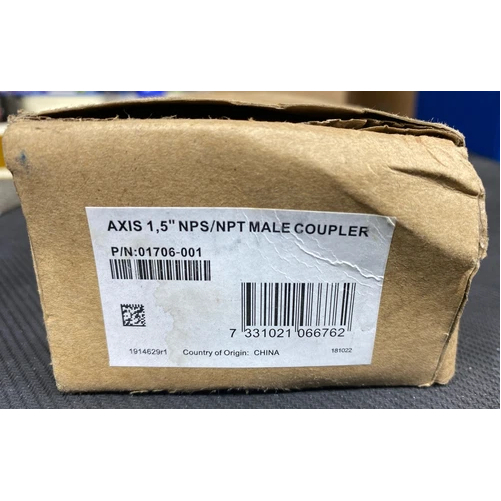 AXIS 1,5" NPS/NPT MALE COUPLER
P/N:01706-001
7 331021 066762
1914629r1 Country of Origin: CHINA 181022